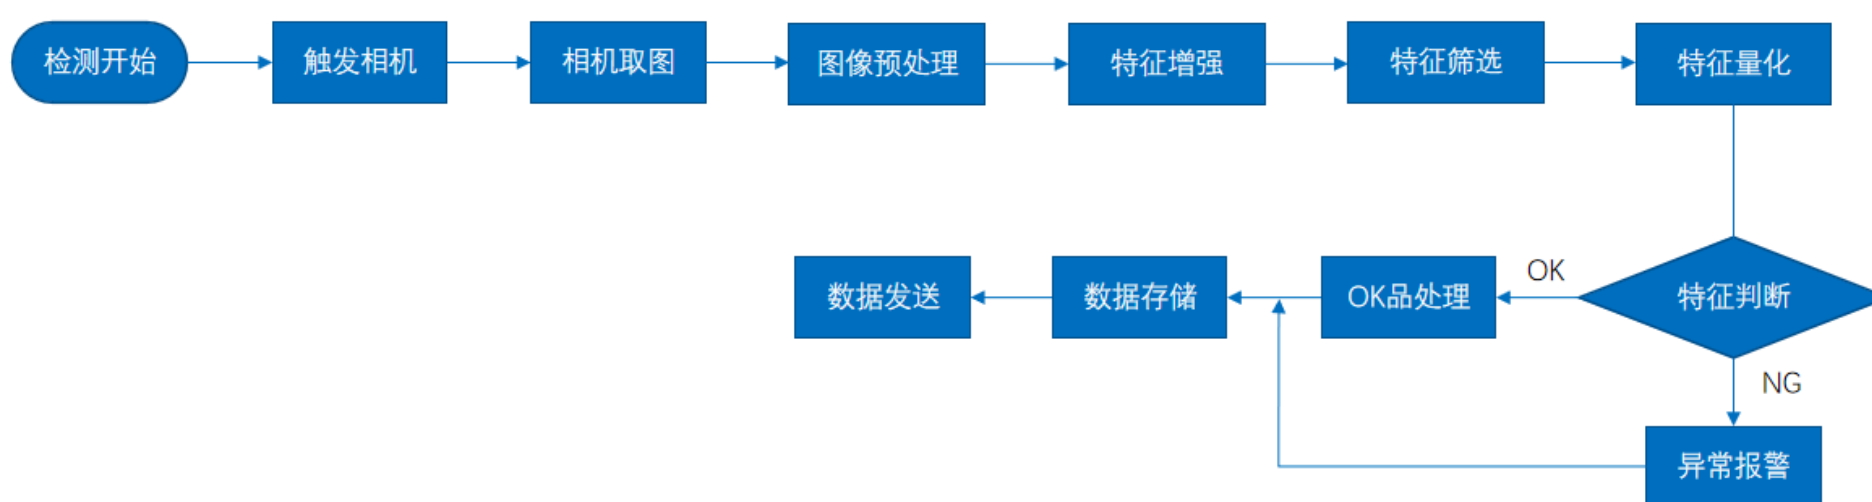 检测开始
触发相机
相机取图
图像预处理
特征增强
特征筛选
特征量化
特征判断
OK
OK品处理
数据存储
数据发送
NG
异常报警